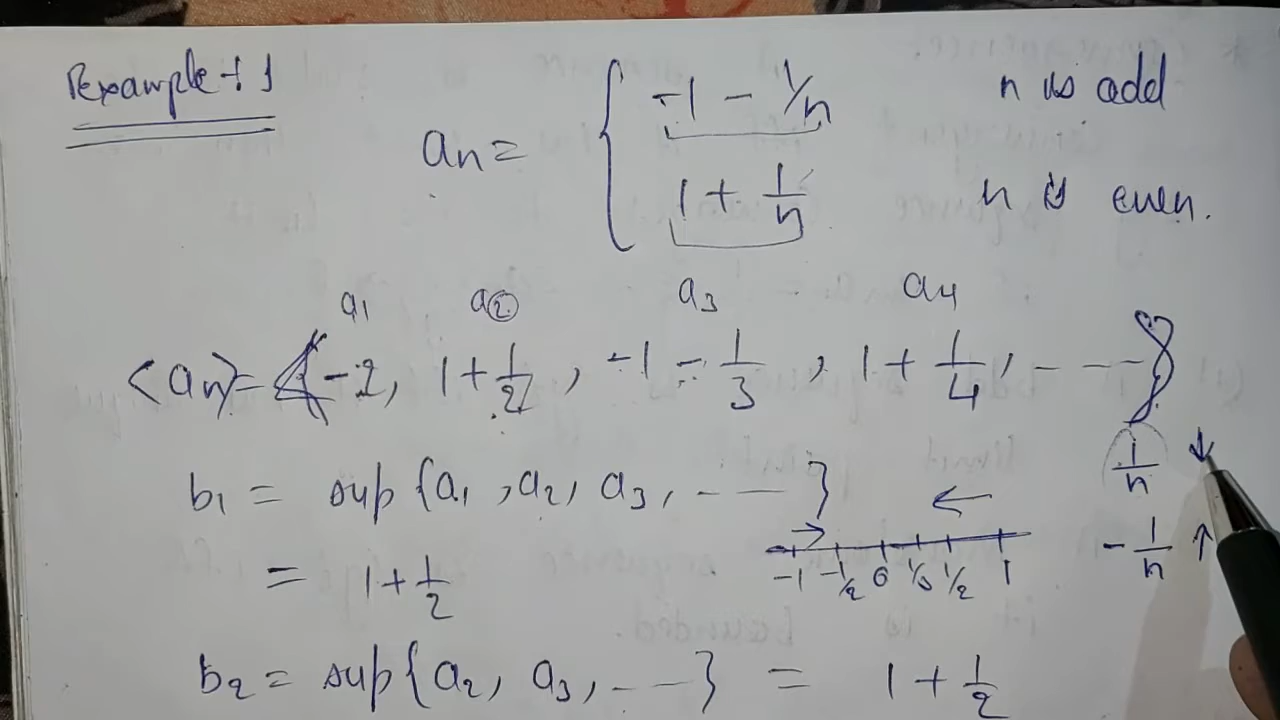 Example - 1
an = { -1 - 1/n n is add
1 + 1/n n is even.
a1 a2 a3 a4
<an> = -2, 1 + 1/2, -1 - 1/3, 1 + 1/4, - - -
b1 = sup{a1, a2, a3, - - - }
1/n ↓
= 1 + 1/2
→ ←
-1 -1/2 0 1/3 1/2 1
- 1/n ↑
b2 = sup{a2, a3, - - - } = 1 + 1/2